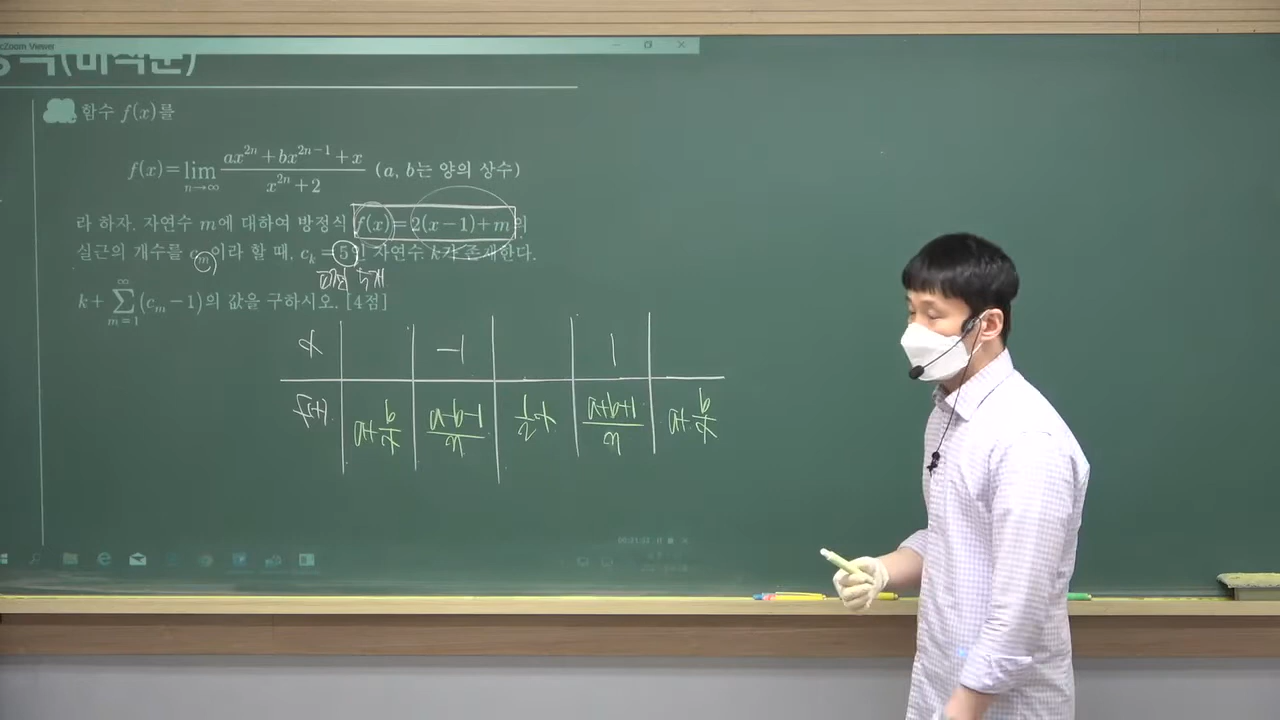 Zoom Viewer
함수 f(x)를
f(x)=lim n→∞ (ax^{2n}+bx^{2n-1}+x)/(x^{2n}+2) (a, b는 양의 상수)
라 하자. 자연수 m에 대하여 방정식 f(x)=2(x-1)+m의
실근의 개수를 c_m이라 할 때, c_k=5인 자연수 k가 존재한다.
k+∑_{m=1}^{∞}(c_m-1)의 값을 구하시오. [4점]
x -1 1
f(x) a+b/x (a-b-1)/3 1/2 x (a+b+1)/3 a+b/x